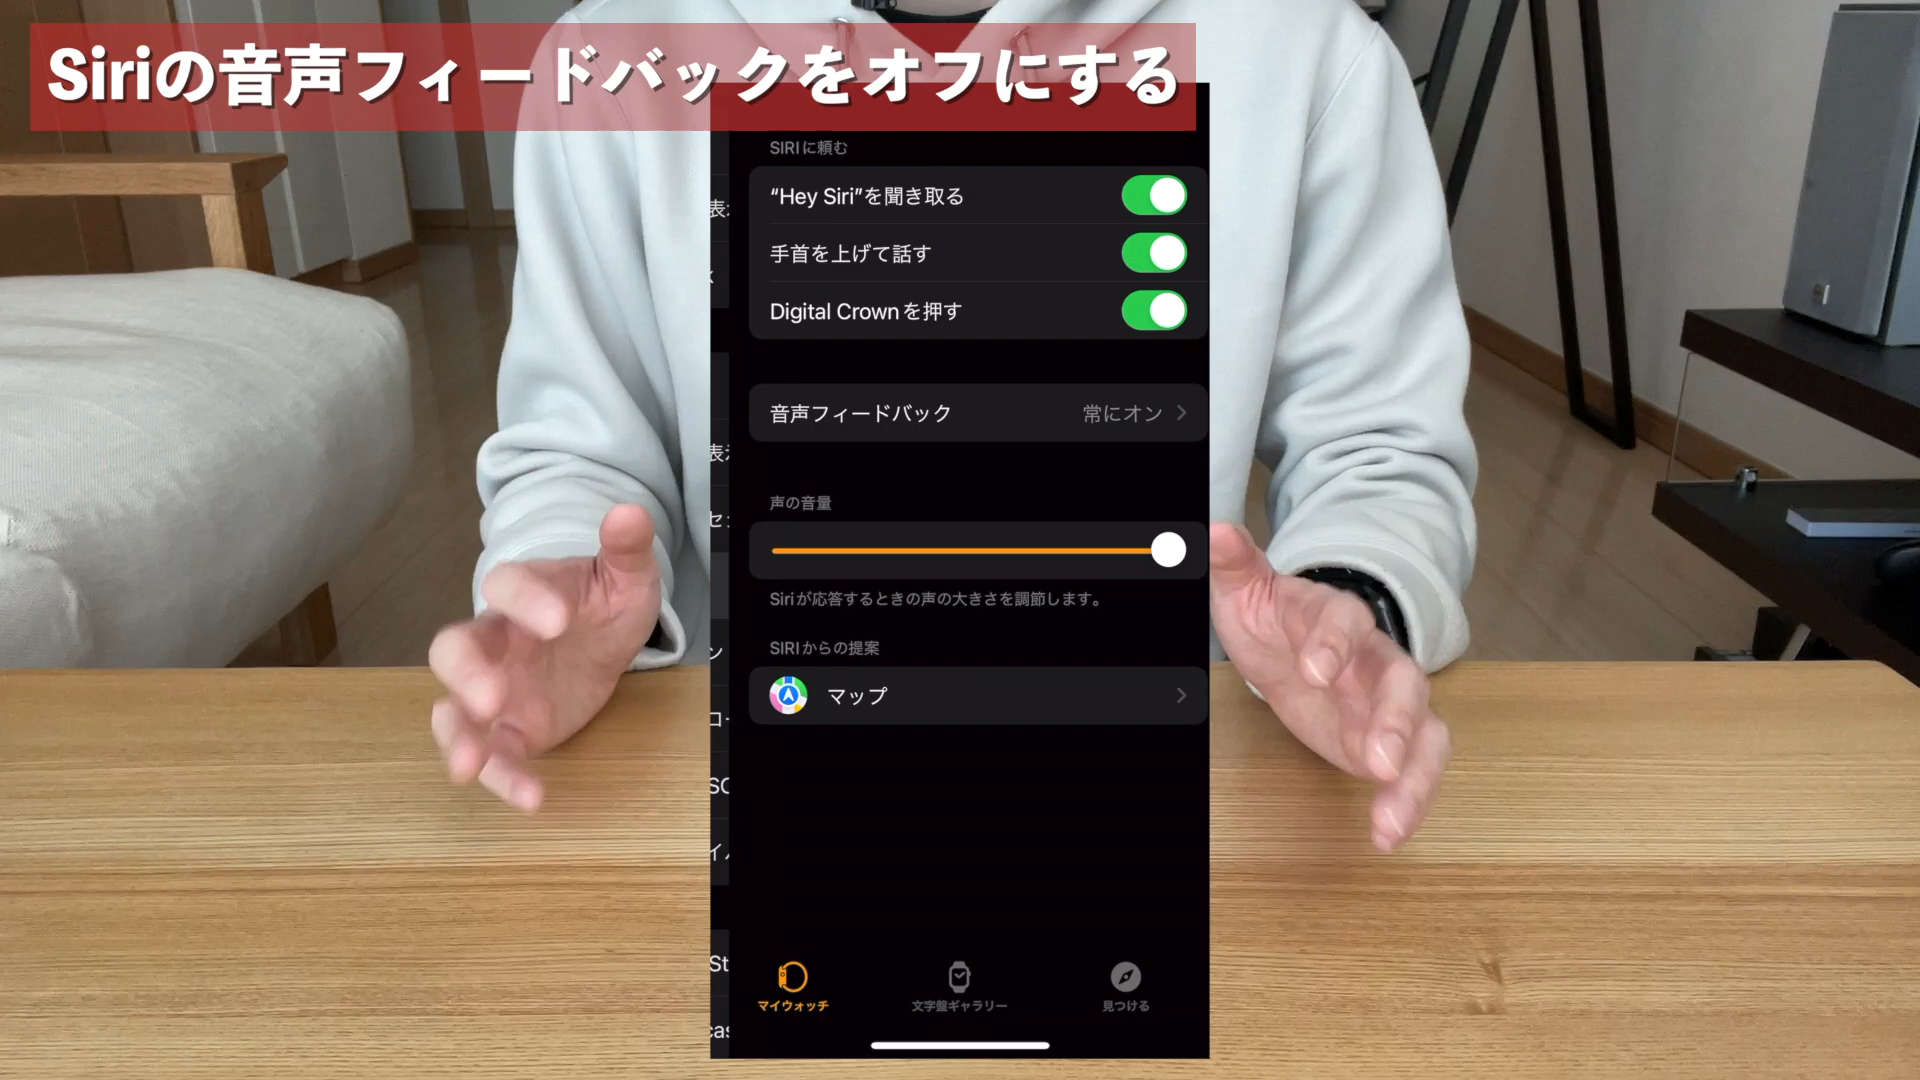 Siriの音声フィードバックをオフにする
SIRIに頼む
“Hey Siri”を聞き取る
手首を上げて話す
Digital Crownを押す
音声フィードバック 常にオン
声の音量
Siriが応答するときの声の大きさを調節します。
SIRIからの提案
マップ
マイウォッチ 文字盤ギャラリー 見つける